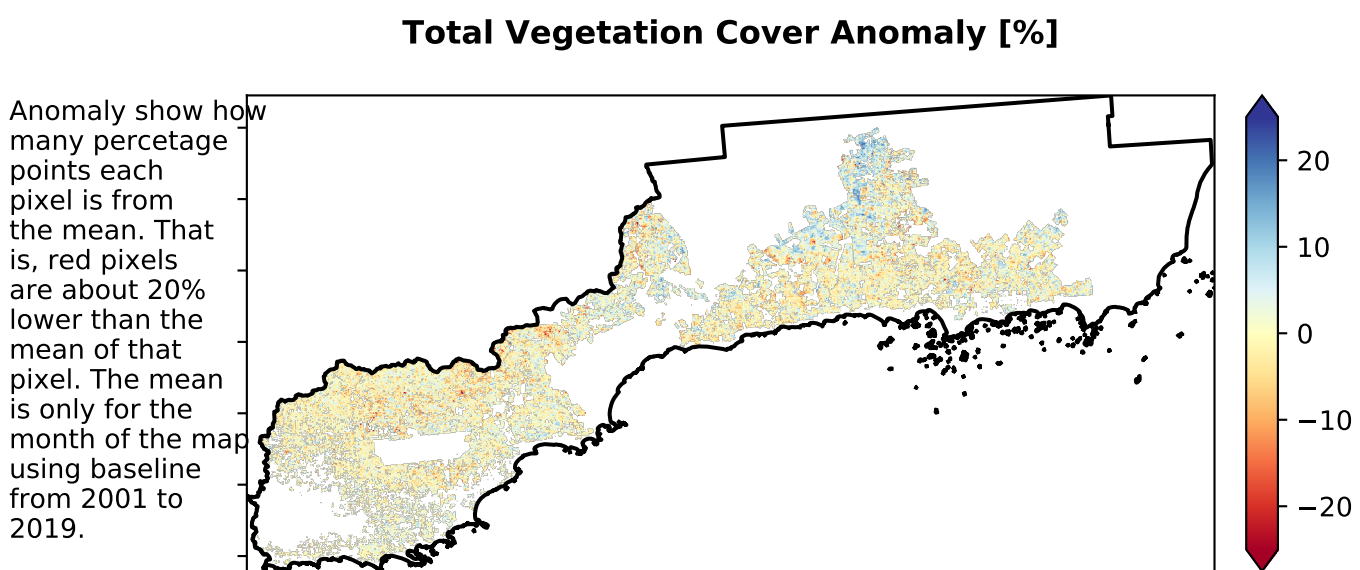 Total Vegetation Cover Anomaly [%]
Anomaly show how
many percetage
points each
pixel is from
the mean. That
is, red pixels
are about 20%
lower than the
mean of that
pixel. The mean
is only for the
month of the map
using baseline
from 2001 to
2019.
20
10
0
−10
−20